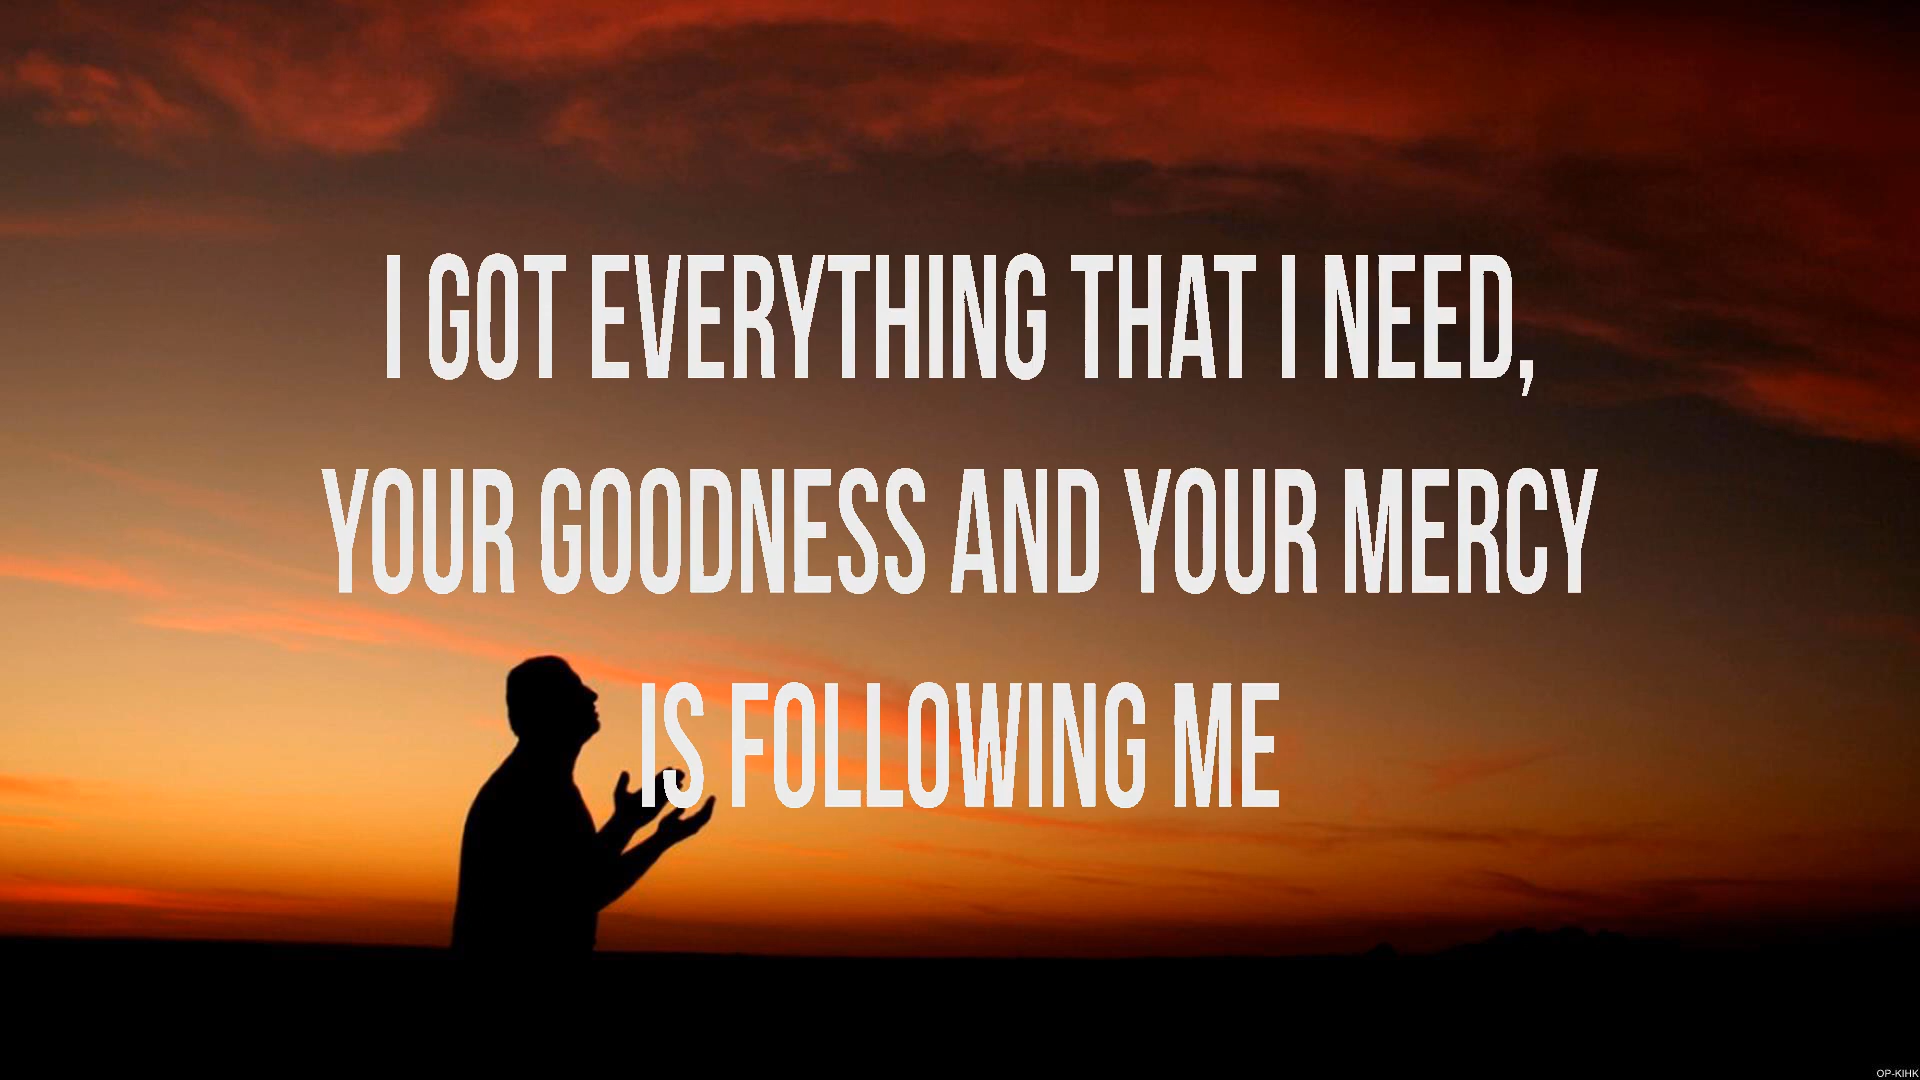 I GOT EVERYTHING THAT I NEED,
YOUR GOODNESS AND YOUR MERCY
IS FOLLOWING ME
OP-KIHK